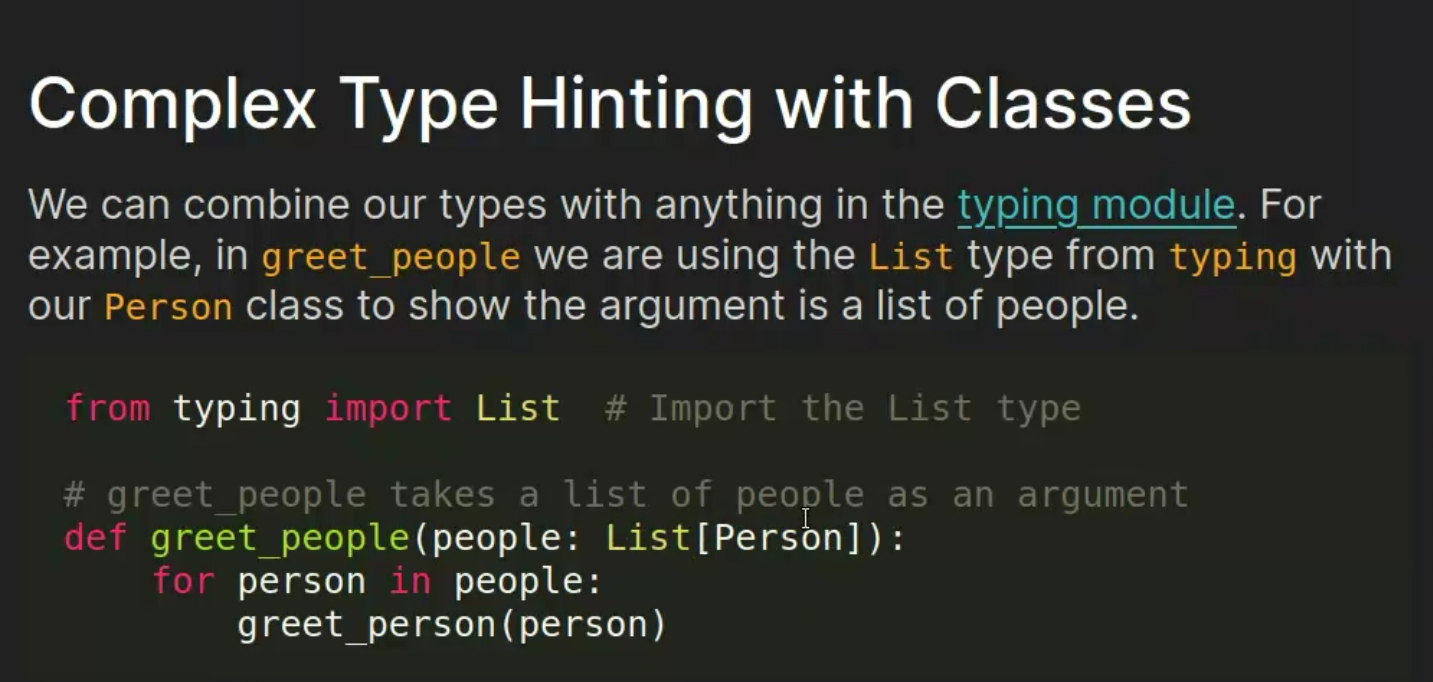 Complex Type Hinting with Classes
We can combine our types with anything in the typing module. For
example, in greet_people we are using the List type from typing with
our Person class to show the argument is a list of people.
from typing import List  # Import the List type
# greet_people takes a list of people as an argument
def greet_people(people: List[Person]):
    for person in people:
        greet_person(person)